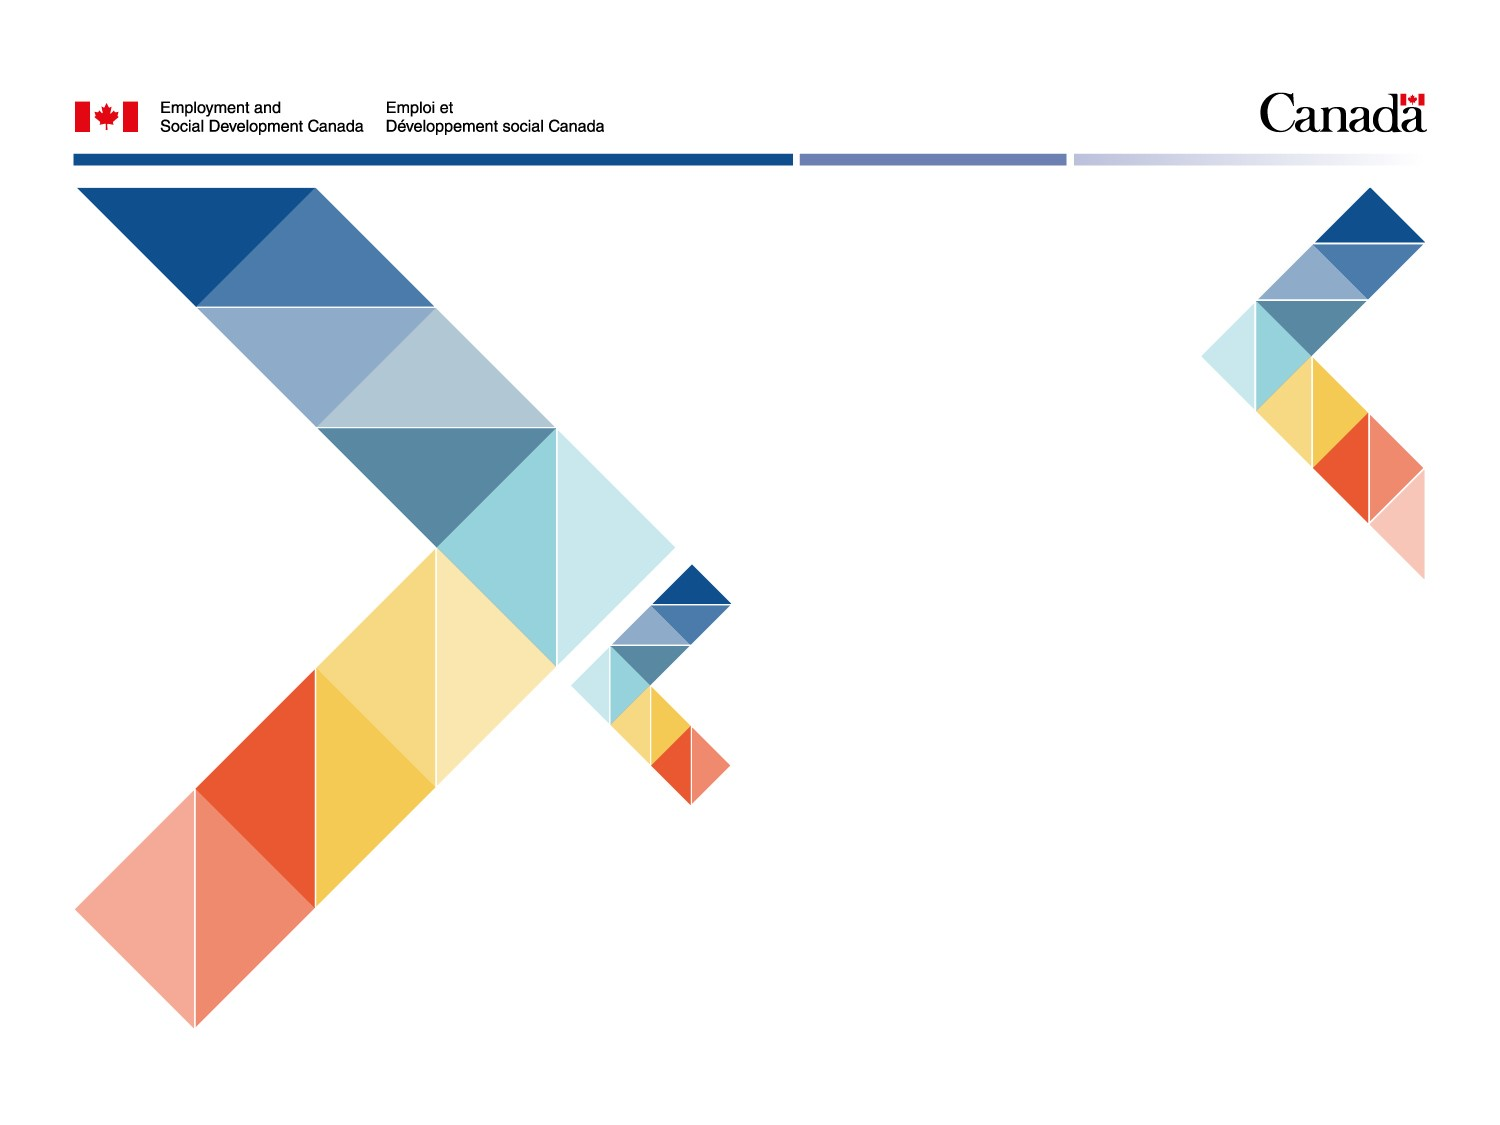 Employment and
Social Development Canada
Emploi et
Développement social Canada
Canada